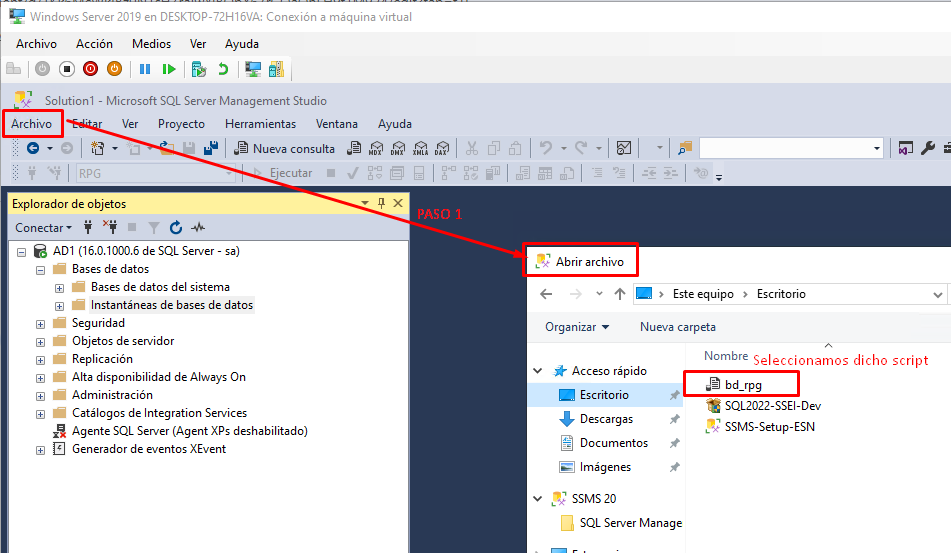 Windows Server 2019 en DESKTOP-72H16VA: Conexión a máquina virtual
Archivo Acción Medios Ver Ayuda
Solution1 - Microsoft SQL Server Management Studio
Archivo Editar Ver Proyecto Herramientas Ventana Ayuda
Nueva consulta MDX DMX XMLA DAX
RPG Ejecutar
Explorador de objetos
Conectar
AD1 (16.0.1000.6 de SQL Server - sa)
Bases de datos
Bases de datos del sistema
Instantáneas de bases de datos
Seguridad
Objetos de servidor
Replicación
Alta disponibilidad de Always On
Administración
Catálogos de Integration Services
Agente SQL Server (Agent XPs deshabilitado)
Generador de eventos XEvent
PASO 1
Abrir archivo
Este equipo > Escritorio
Organizar Nueva carpeta
Nombre
Seleccionamos dicho script
Acceso rápido
Escritorio
Descargas
Documentos
Imágenes
SSMS 20
SQL Server Manage
bd_rpg
SQL2022-SSEI-Dev
SSMS-Setup-ESN